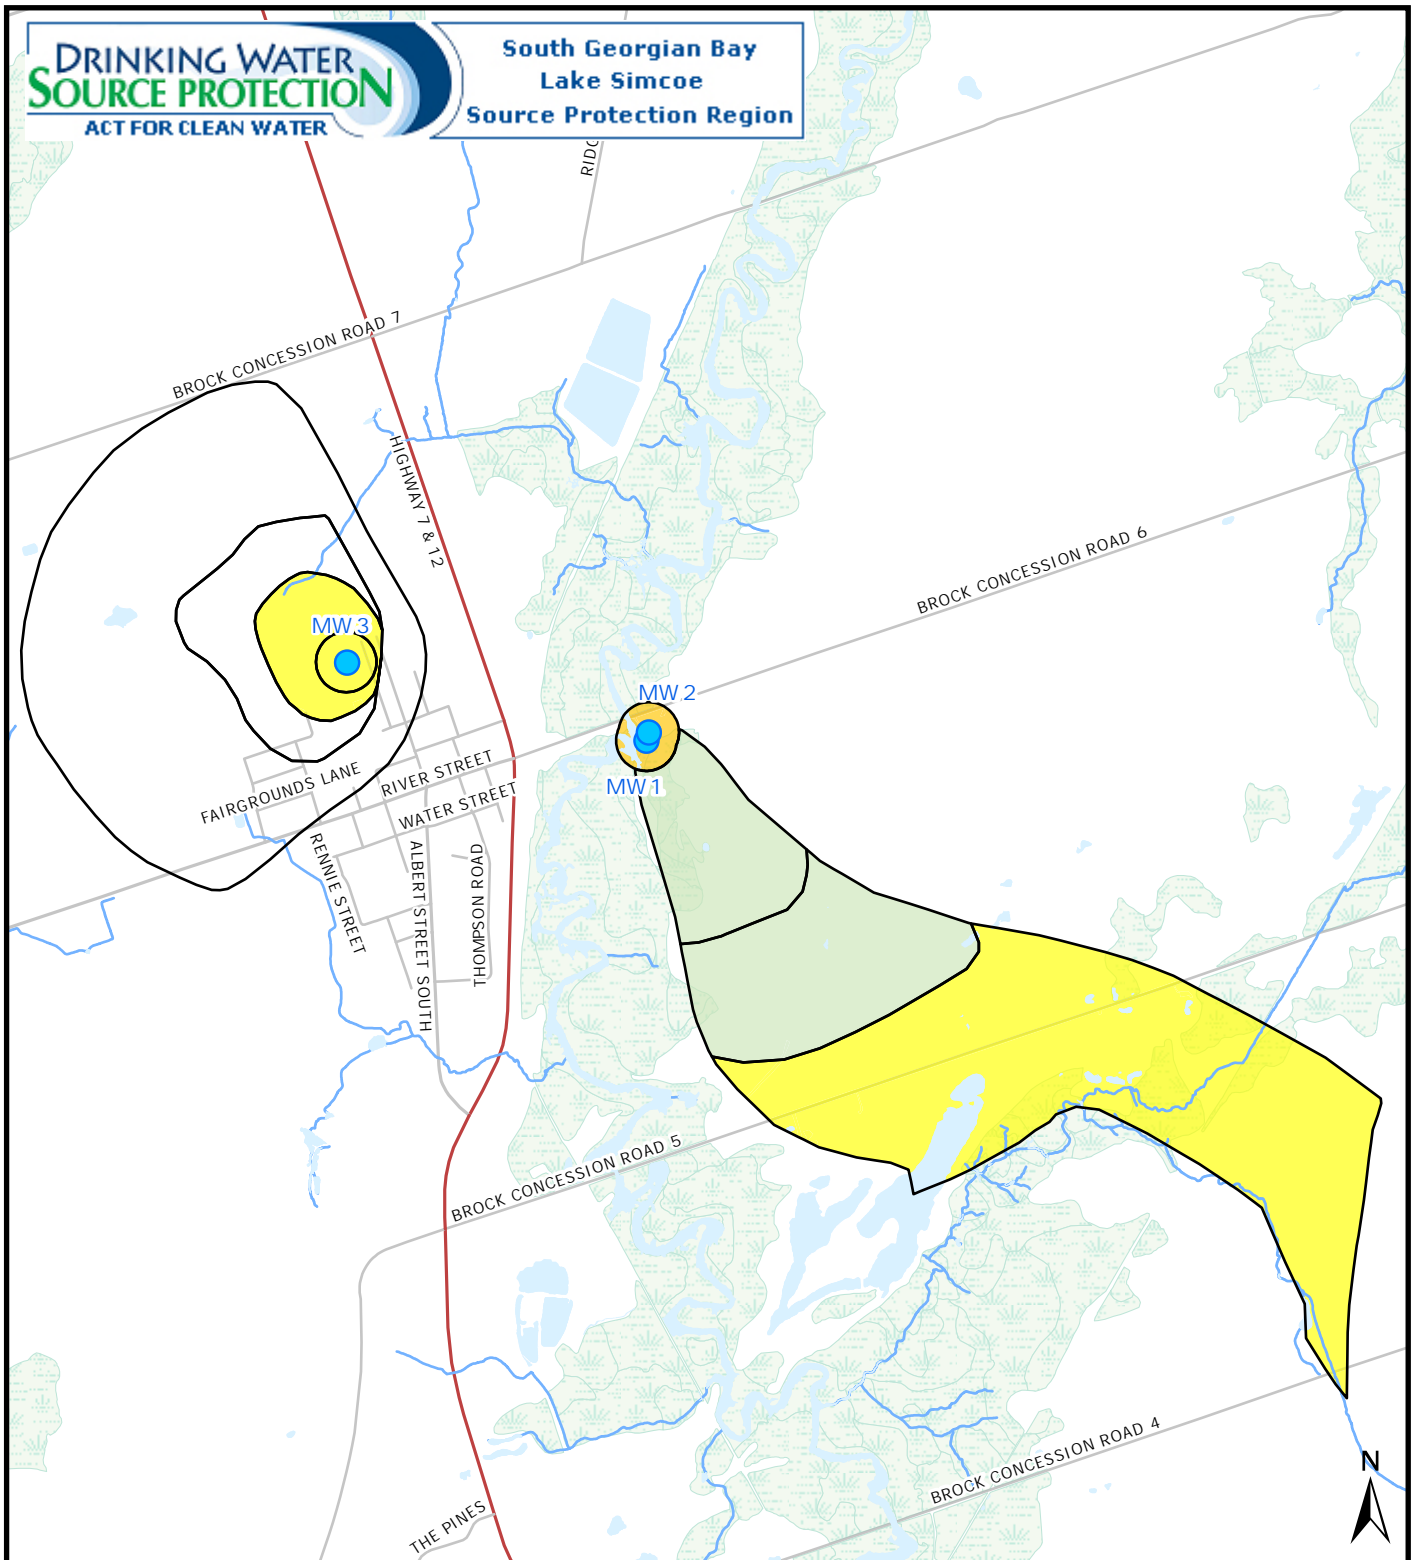 DRINKING WATER
SOURCE PROTECTION
ACT FOR CLEAN WATER
South Georgian Bay
Lake Simcoe
Source Protection Region
RIDG
BROCK CONCESSION ROAD 7
HIGHWAY 7 & 12
BROCK CONCESSION ROAD 6
MW 3
MW 2
MW 1
FAIRGROUNDS LANE
RIVER STREET
WATER STREET
RENNIE STREET
ALBERT STREET SOUTH
THOMPSON ROAD
BROCK CONCESSION ROAD 5
BROCK CONCESSION ROAD 4
THE PINES
N